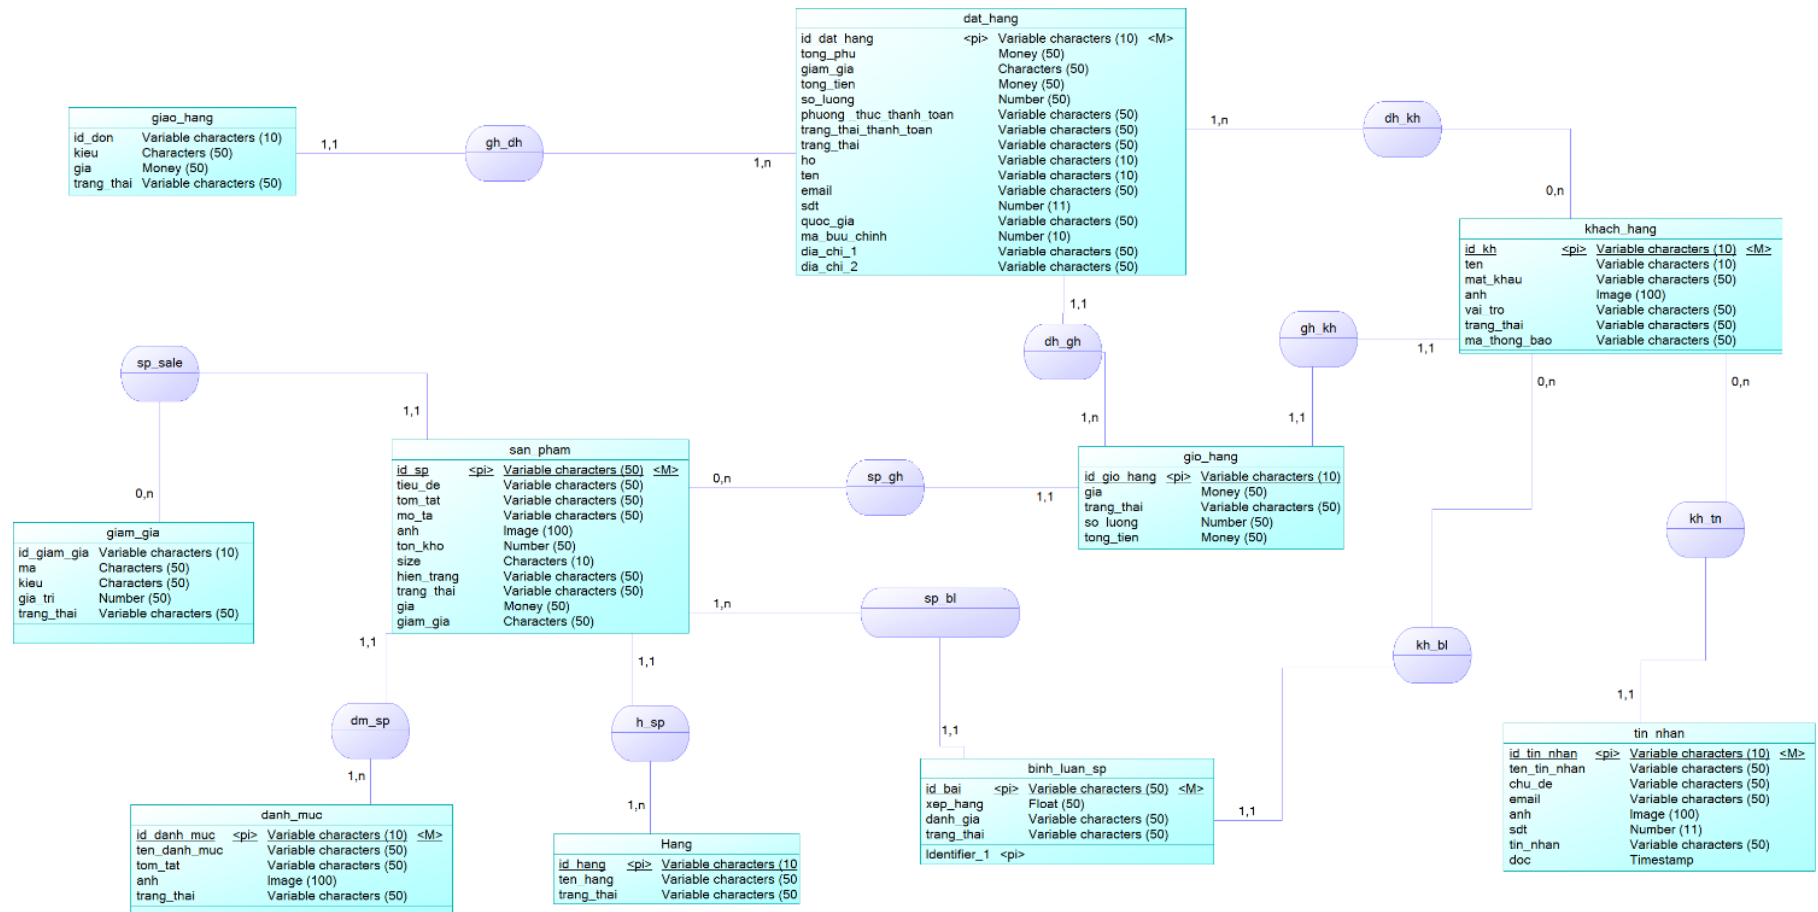 dat_hang
id_dat_hang <pi> Variable characters (10) <M>
tong_phu Money (50)
giam_gia Characters (50)
tong_tien Money (50)
so_luong Number (50)
phuong_thuc_thanh_toan Variable characters (50)
trang_thai_thanh_toan Variable characters (50)
trang_thai Variable characters (50)
ho Variable characters (10)
ten Variable characters (10)
email Variable characters (50)
sdt Number (11)
quoc_gia Variable characters (50)
ma_buu_chinh Number (10)
dia_chi_1 Variable characters (50)
dia_chi_2 Variable characters (50)
giao_hang
id_don Variable characters (10)
kieu Characters (50)
gia Money (50)
trang_thai Variable characters (50)
1,1
gh_dh
1,n
1,n
dh_kh
0,n
khach_hang
id_kh <pi> Variable characters (10) <M>
ten Variable characters (10)
mat_khau Variable characters (50)
anh Image (100)
vai_tro Variable characters (50)
trang_thai Variable characters (50)
ma_thong_bao Variable characters (50)
1,1
dh_gh
1,n
gh_kh
1,1
1,1
0,n
0,n
sp_sale
1,1
0,n
san_pham
id_sp <pi> Variable characters (50) <M>
tieu_de Variable characters (50)
tom_tat Variable characters (50)
mo_ta Variable characters (50)
anh Image (100)
ton_kho Number (50)
size Characters (10)
hien_trang Variable characters (50)
trang_thai Variable characters (50)
gia Money (50)
giam_gia Characters (50)
0,n
sp_gh
1,1
gio_hang
id_gio_hang <pi> Variable characters (10)
gia Money (50)
trang_thai Variable characters (50)
so_luong Number (50)
tong_tien Money (50)
giam_gia
id_giam_gia Variable characters (10)
ma Characters (50)
kieu Characters (50)
gia_tri Number (50)
trang_thai Variable characters (50)
kh_tn
1,n
sp_bl
1,1
1,1
kh_bl
1,1
dm_sp
1,n
h_sp
1,n
1,1
1,1
danh_muc
id_danh_muc <pi> Variable characters (10) <M>
ten_danh_muc Variable characters (50)
tom_tat Variable characters (50)
anh Image (100)
trang_thai Variable characters (50)
Hang
id_hang <pi> Variable characters (10
ten_hang Variable characters (50
trang_thai Variable characters (50
binh_luan_sp
id_bai <pi> Variable characters (50) <M>
xep_hang Float (50)
danh_gia Variable characters (50)
trang_thai Variable characters (50)
Identifier_1 <pi>
1,1
tin_nhan
id_tin_nhan <pi> Variable characters (10) <M>
ten_tin_nhan Variable characters (50)
chu_de Variable characters (50)
email Variable characters (50)
anh Image (100)
sdt Number (11)
tin_nhan Variable characters (50)
doc Timestamp